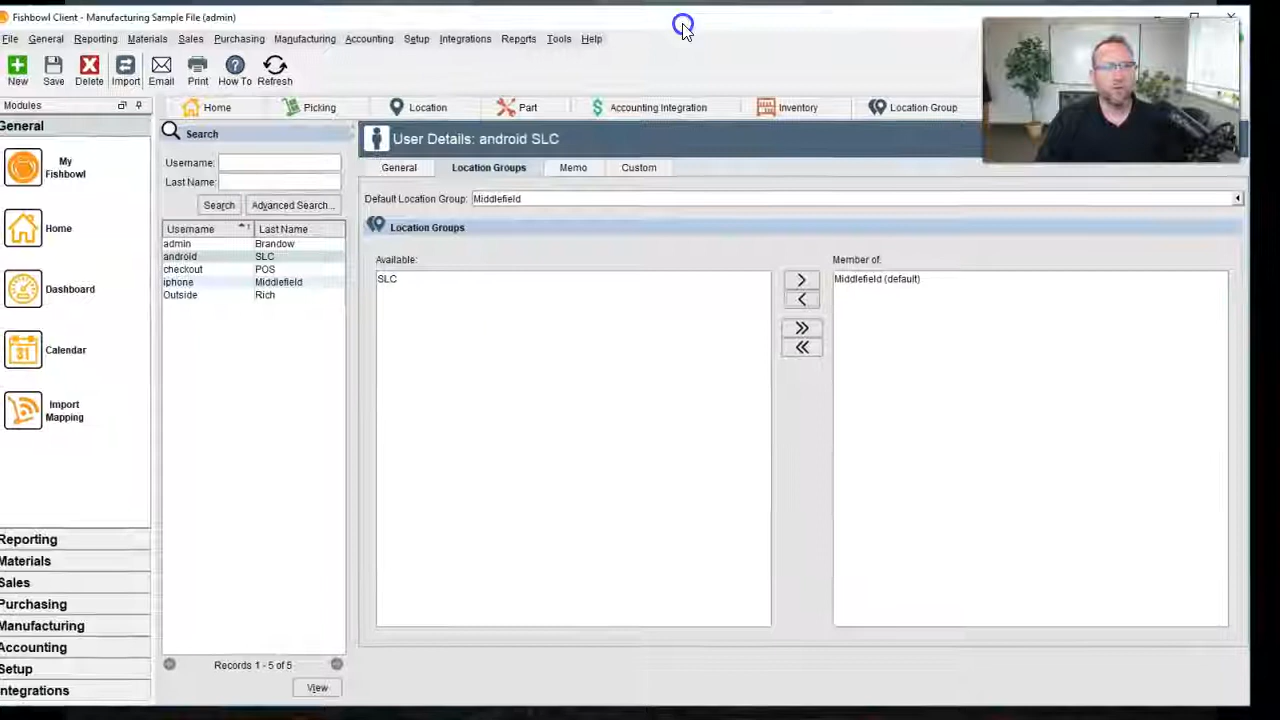 Fishbowl Client - Manufacturing Sample File (admin)
File General Reporting Materials Sales Purchasing Manufacturing Accounting Setup Integrations Reports Tools Help
New Save Delete Import Email Print How To Refresh
Modules
Home Picking Location Part Accounting Integration Inventory Location Group
General
Search
User Details: android SLC
My
Fishbowl
Username:
Last Name:
General Location Groups Memo Custom
Search Advanced Search...
Default Location Group: Middlefield
Home
Username Last Name
Location Groups
admin Brandow
android SLC
checkout POS
iphone Middlefield
Outside Rich
Available: Member of:
SLC
Middlefield (default)
>
<
>>
<<
Dashboard
31
Calendar
Import
Mapping
Reporting
Materials
Sales
Purchasing
Manufacturing
Accounting
Setup
Integrations
Records 1 - 5 of 5
View